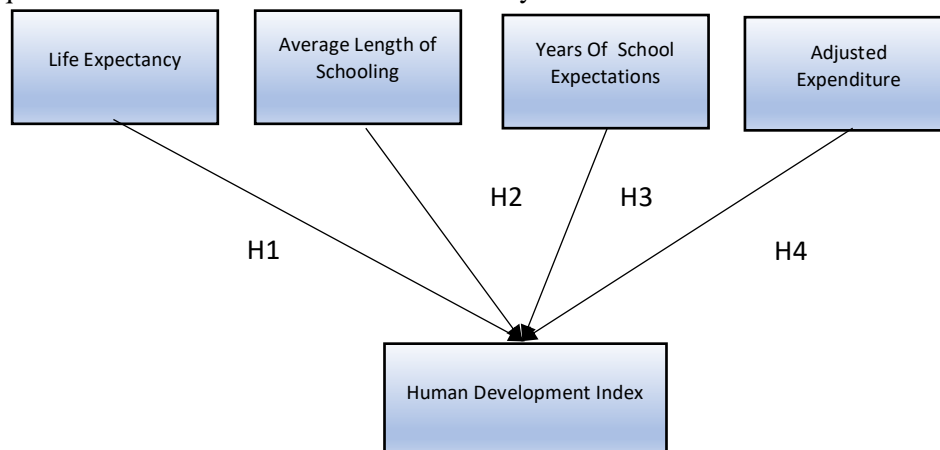 Life Expectancy
Average Length of
Schooling
Years Of School
Expectations
Adjusted
Expenditure
H1
H2
H3
H4
Human Development Index